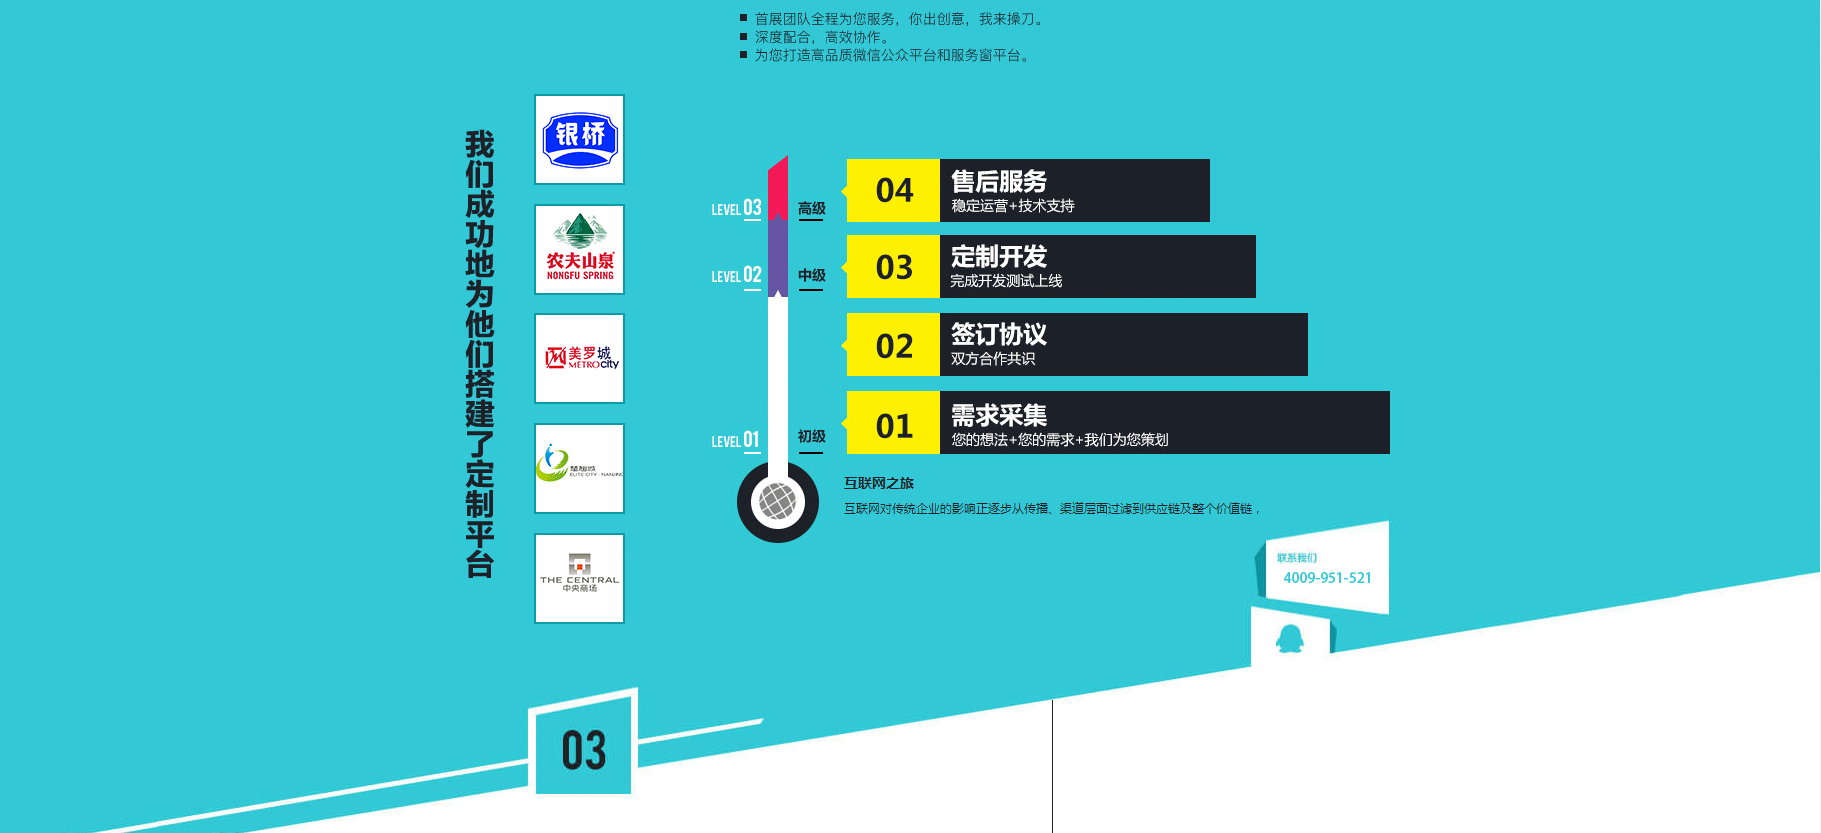 首展团队全程为您服务，你出创意，我来操刀。
深度配合，高效协作。
为您打造高品质微信公众平台和服务窗平台。
我们成功地为他们搭建了定制平台
银桥
农夫山泉
NONGFU SPRING
美罗城
METROcity
ELITE CITY · NANJING
THE CENTRAL
中央商场
LEVEL 03
高级
04
售后服务
稳定运营+技术支持
LEVEL 02
中级
03
定制开发
完成开发测试上线
02
签订协议
双方合作共识
LEVEL 01
初级
01
需求采集
您的想法+您的需求+我们为您策划
互联网之旅
互联网对传统企业的影响正逐步从传播、渠道层面过滤到供应链及整个价值链，
联系我们
4009-951-521
03